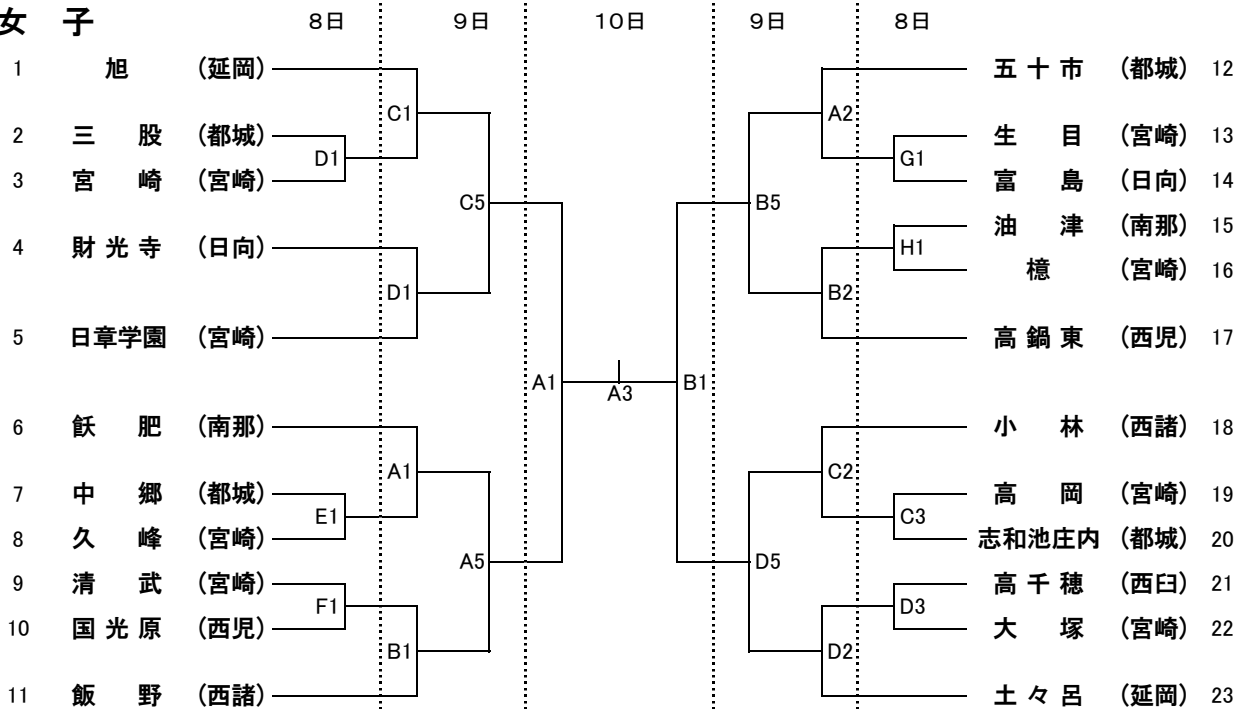 女 子
8日 9日 10日 9日 8日
1 旭 (延岡)
2 三 股 (都城)
3 宮 崎 (宮崎)
4 財 光 寺 (日向)
5 日章学園 (宮崎)
6 飫 肥 (南那)
7 中 郷 (都城)
8 久 峰 (宮崎)
9 清 武 (宮崎)
10 国 光 原 (西児)
11 飯 野 (西諸)
C1
D1
C5
D1
A1
E1
A5
F1
B1
A1
A3
B1
A2
G1
B5
H1
B2
C2
C3
D5
D3
D2
五 十 市 (都城) 12
生 目 (宮崎) 13
富 島 (日向) 14
油 津 (南那) 15
檍 (宮崎) 16
高 鍋 東 (西児) 17
小 林 (西諸) 18
高 岡 (宮崎) 19
志和池庄内 (都城) 20
高 千 穂 (西臼) 21
大 塚 (宮崎) 22
土 々 呂 (延岡) 23